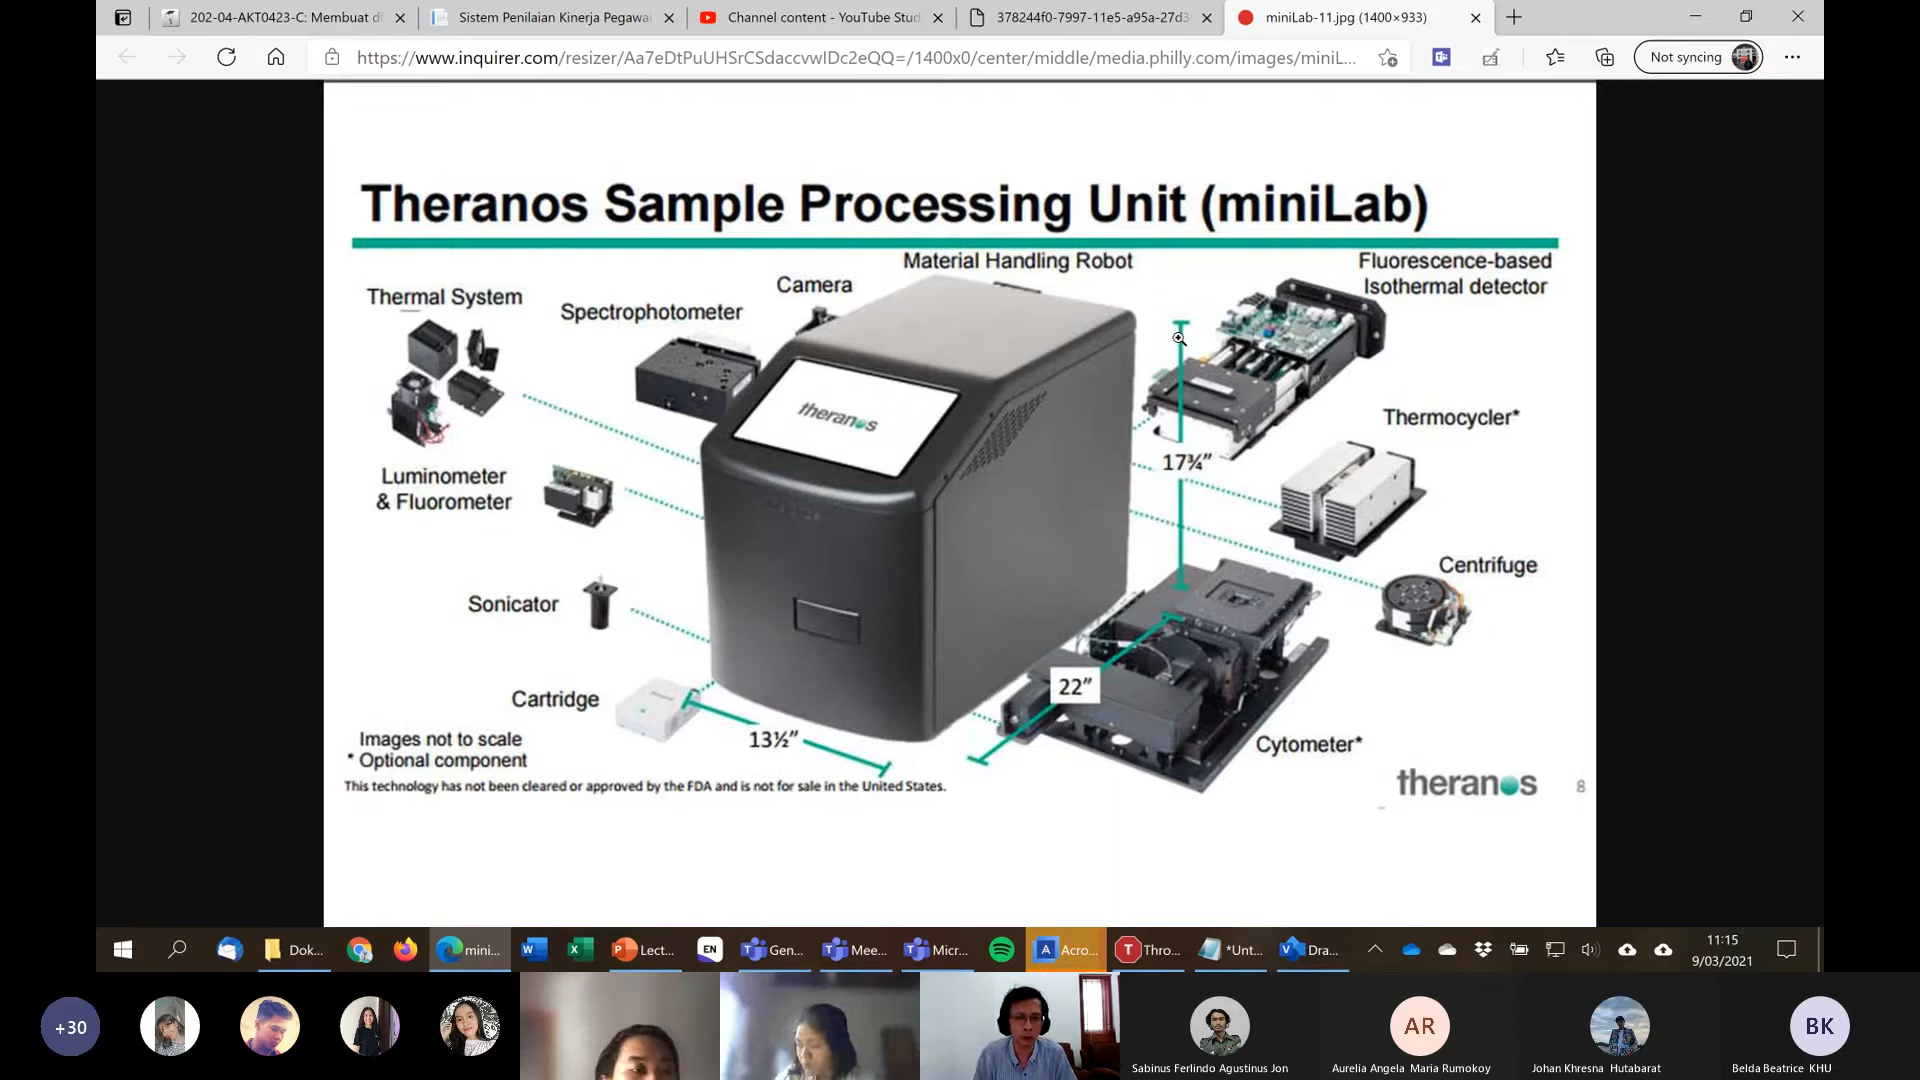 202-04-AKT0423-C: Membuat di
Sistem Penilaian Kinerja Pegawa
Channel content - YouTube Stud
378244f0-7997-11e5-a95a-27d3
miniLab-11.jpg (1400×933)
https://www.inquirer.com/resizer/Aa7eDtPuUHSrCSdaccvwIDc2eQQ=/1400x0/center/middle/media.philly.com/images/miniL...
Not syncing
Theranos Sample Processing Unit (miniLab)
Material Handling Robot
Fluorescence-based
Isothermal detector
Camera
Thermal System
Spectrophotometer
theranos
Thermocycler*
17¾”
Luminometer
& Fluorometer
Centrifuge
Sonicator
22”
Cartridge
13½”
Cytometer*
Images not to scale
* Optional component
This technology has not been cleared or approved by the FDA and is not for sale in the United States.
theranos
8
Dok...
mini...
Lect...
EN
Gen...
Mee...
Micr...
Acro...
Thro...
*Unt...
Dra...
11:15
9/03/2021
+30
AR
BK
Sabinus Ferlindo Agustinus Jon
Aurelia Angela Maria Rumokoy
Johan Khresna Hutabarat
Belda Beatrice KHU